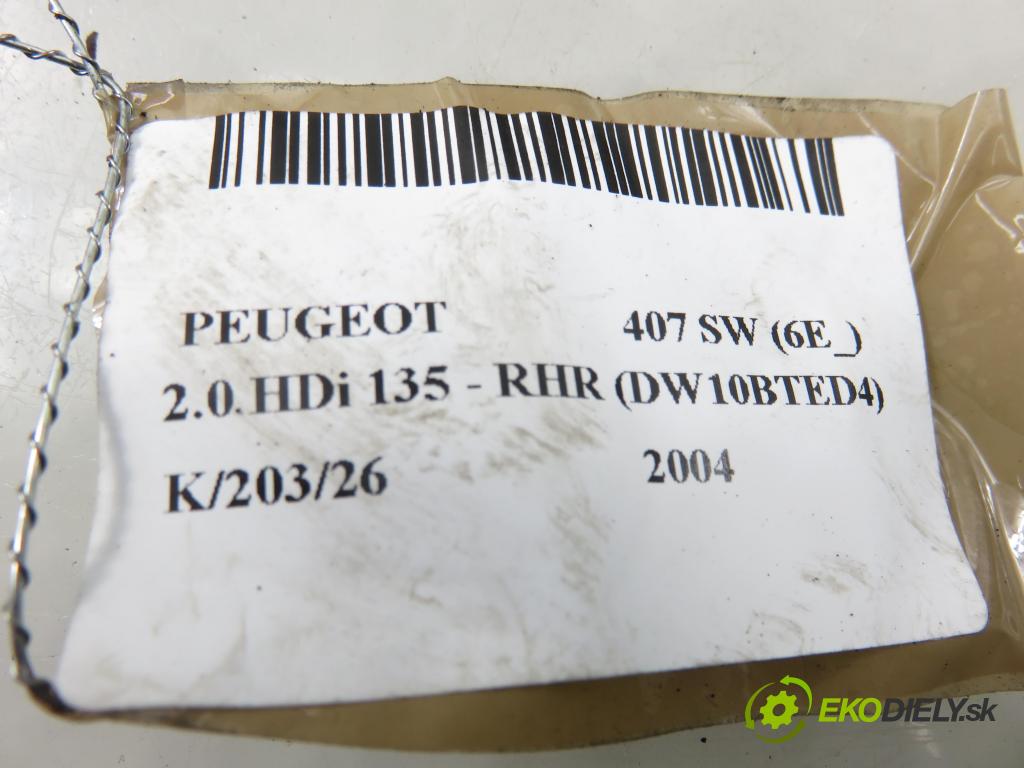 PEUGEOT 407 SW (6E_)
2.0 HDi 135 - RHR (DW10BTED4)
K/203/26 2004
EKODIELY.sk